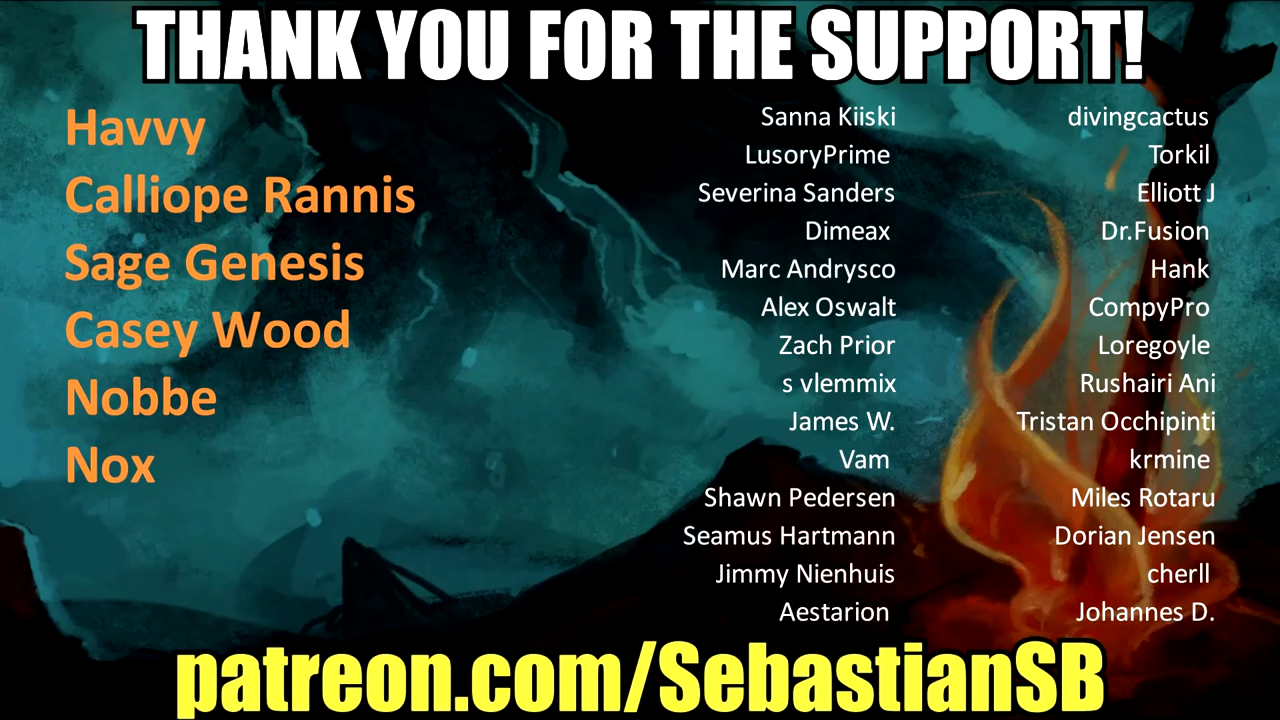 THANK YOU FOR THE SUPPORT!
Havvy
Calliope Rannis
Sage Genesis
Casey Wood
Nobbe
Nox
Sanna Kiiski
LusoryPrime
Severina Sanders
Dimeax
Marc Andrysco
Alex Oswalt
Zach Prior
s vlemmix
James W.
Vam
Shawn Pedersen
Seamus Hartmann
Jimmy Nienhuis
Aestarion
divingcactus
Torkil
Elliott J
Dr.Fusion
Hank
CompyPro
Loregoyle
Rushairi Ani
Tristan Occhipinti
krmine
Miles Rotaru
Dorian Jensen
cherll
Johannes D.
patreon.com/SebastianSB